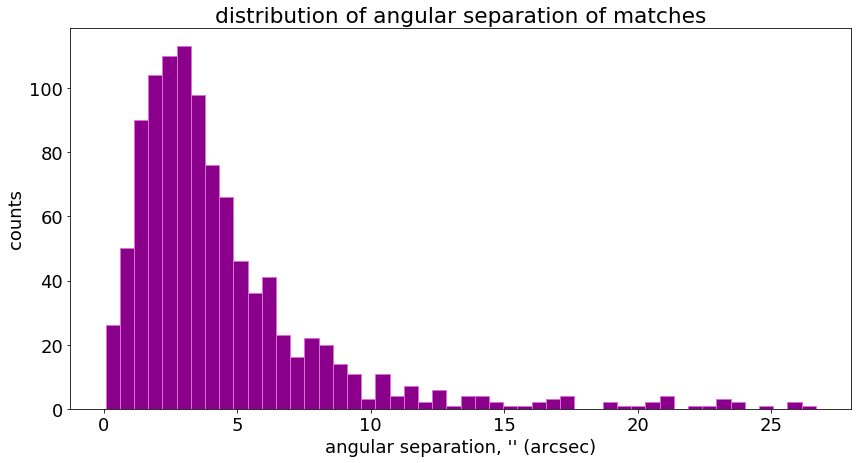 distribution of angular separation of matches
counts
100
80
60
40
20
0
0 5 10 15 20 25
angular separation, '' (arcsec)